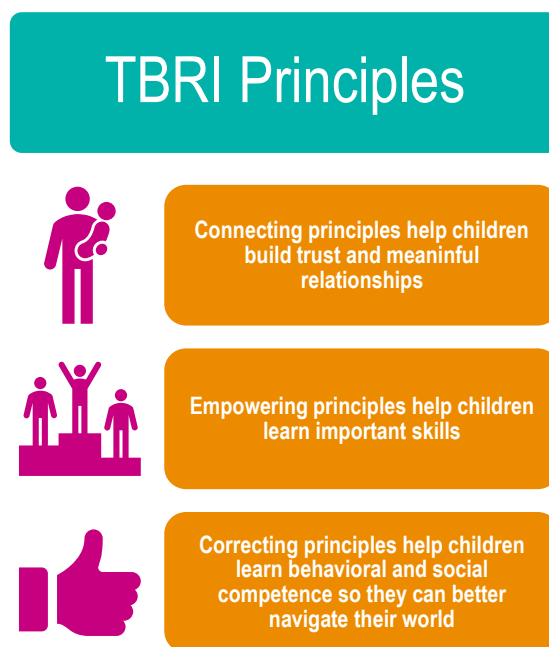 TBRI Principles
Connecting principles help children
build trust and meaninful
relationships
Empowering principles help children
learn important skills
Correcting principles help children
learn behavioral and social
competence so they can better
navigate their world